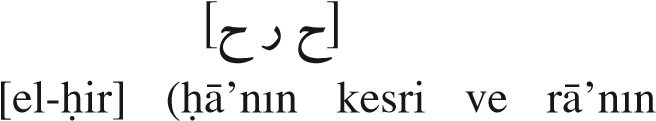 [ح ر ح]
[el-ḥir] (ḥā’nın kesri ve rā’nın